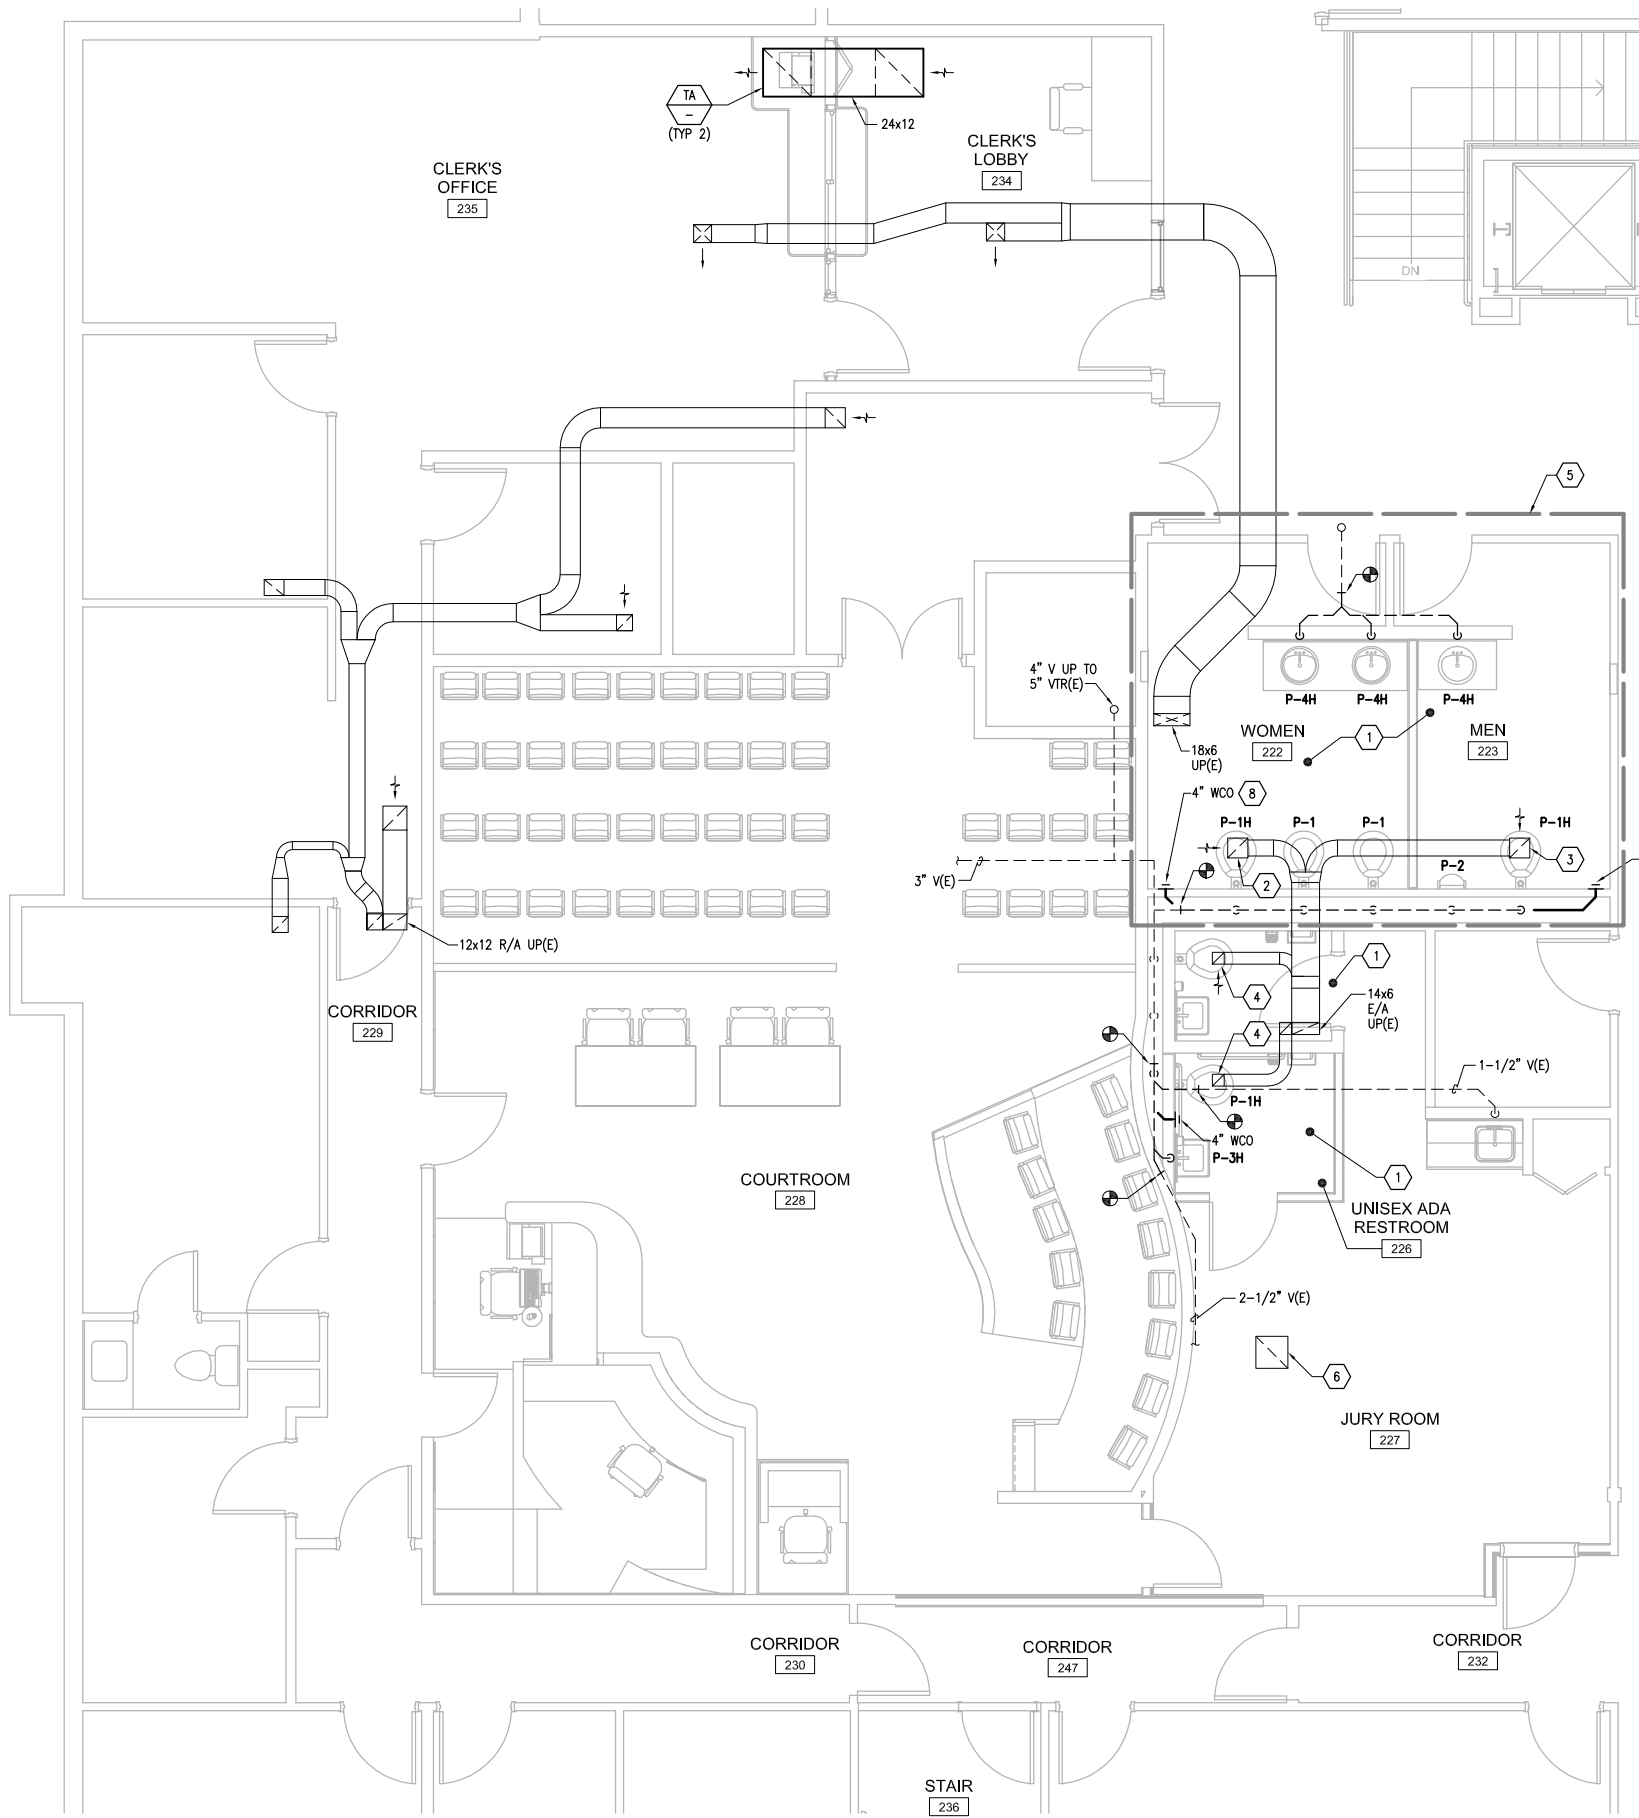 TA
-
(TYP 2)
24x12
CLERK'S
LOBBY
234
CLERK'S
OFFICE
235
DN
5
4" V UP TO
5" VTR(E)
P-4H
P-4H
P-4H
WOMEN
222
1
MEN
223
18x6
UP(E)
4" WCO
8
P-1H
P-1
P-1
P-1H
P-2
3" V(E)
2
3
12x12 R/A UP(E)
1
4
14x6
E/A
UP(E)
CORRIDOR
229
4
1-1/2" V(E)
P-1H
4" WCO
P-3H
1
COURTROOM
228
UNISEX ADA
RESTROOM
226
2-1/2" V(E)
6
JURY ROOM
227
CORRIDOR
230
CORRIDOR
247
CORRIDOR
232
STAIR
236